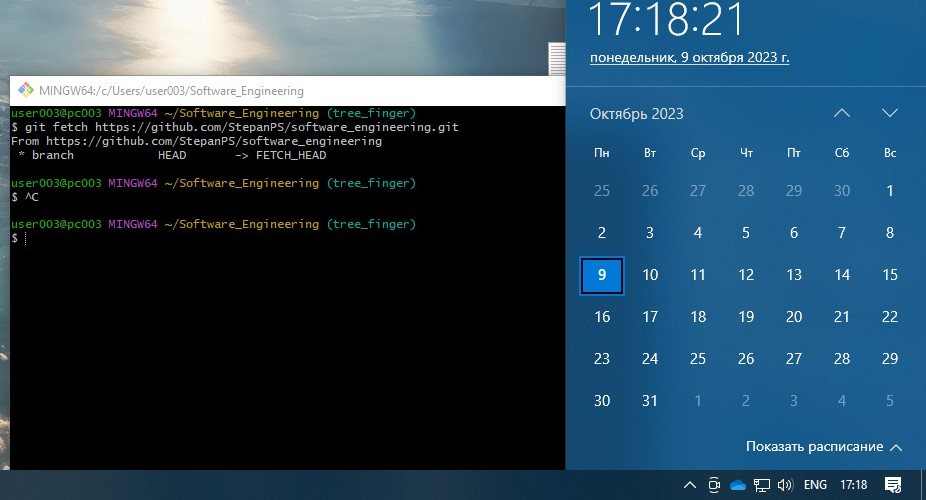 MINGW64:/c/Users/user003/Software_Engineering
user003@pc003 MINGW64 ~/Software_Engineering (tree_finger)
$ git fetch https://github.com/StepanPS/software_engineering.git
From https://github.com/StepanPS/software_engineering
 * branch            HEAD       -> FETCH_HEAD
user003@pc003 MINGW64 ~/Software_Engineering (tree_finger)
$ ^C
user003@pc003 MINGW64 ~/Software_Engineering (tree_finger)
$
17:18:21
понедельник, 9 октября 2023 г.
Октябрь 2023
Пн Вт Ср Чт Пт Сб Вс
25 26 27 28 29 30 1
2 3 4 5 6 7 8
9 10 11 12 13 14 15
16 17 18 19 20 21 22
23 24 25 26 27 28 29
30 31 1 2 3 4 5
Показать расписание
ENG 17:18